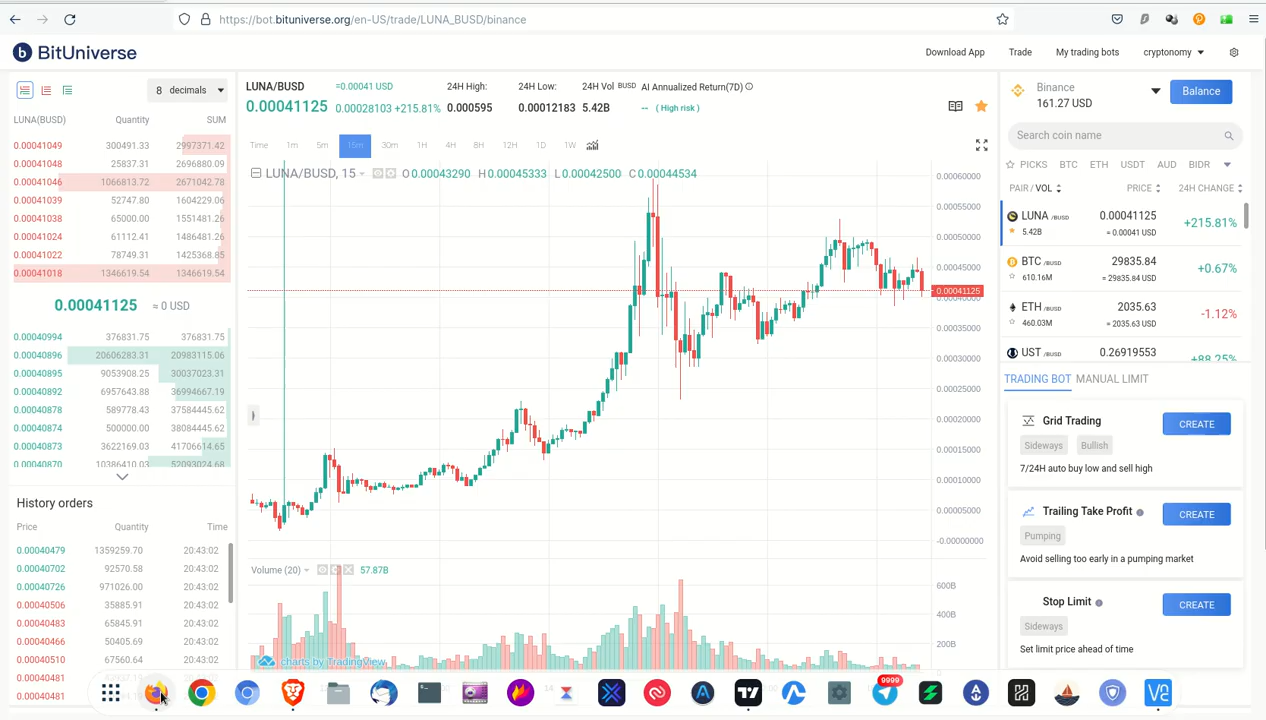 https://bot.bituniverse.org/en-US/trade/LUNA_BUSD/binance
BitUniverse
Download App
Trade
My trading bots
cryptonomy
8 decimals
LUNA(BUSD) Quantity SUM
0.00041049 300491.33 2997371.42
0.00041048 25837.31 2696880.09
0.00041046 1066813.72 2671042.78
0.00041039 52747.80 1604229.06
0.00041038 65000.00 1551481.26
0.00041024 61112.41 1486481.26
0.00041022 78749.31 1425368.85
0.00041018 1346619.54 1346619.54
0.00041125 ≈ 0 USD
0.00040994 376831.75 376831.75
0.00040896 20606283.31 20983115.06
0.00040895 9053908.25 30037023.31
0.00040892 6957643.88 36994667.19
0.00040878 589778.43 37584445.62
0.00040874 500000.00 38084445.62
0.00040873 3622169.03 41706614.65
0.00040870 10386410.03 52093024.68
History orders
Price Quantity Time
0.00040479 1359259.70 20:43:02
0.00040702 92570.58 20:43:02
0.00040726 971026.00 20:43:02
0.00040506 35885.91 20:43:02
0.00040483 65845.91 20:43:02
0.00040466 50405.69 20:43:02
0.00040510 67560.64 20:43:02
0.00040481
0.00040481
LUNA/BUSD ≈0.00041 USD
0.00041125 0.00028103 +215.81%
24H High:
0.000595
24H Low:
0.00012183
24H Vol BUSD
5.42B
AI Annualized Return(7D)
-- ( High risk )
Time 1m 5m 15m 30m 1H 4H 8H 12H 1D 1W
LUNA/BUSD, 15 O 0.00043290 H 0.00045333 L 0.00042500 C 0.00044534
0.00060000
0.00055000
0.00050000
0.00045000
0.00041125
0.00040000
0.00035000
0.00030000
0.00025000
0.00020000
0.00015000
0.00010000
0.00005000
-0.00000000
Volume (20) 57.87B
600B
400B
200B
charts by TradingView
Binance
161.27 USD
Balance
Search coin name
PICKS BTC ETH USDT AUD BIDR
PAIR / VOL PRICE 24H CHANGE
LUNA /BUSD 0.00041125 +215.81%
5.42B ≈ 0.00041 USD
BTC /BUSD 29835.84 +0.67%
610.16M ≈ 29835.84 USD
ETH /BUSD 2035.63 -1.12%
460.03M ≈ 2035.63 USD
UST /BUSD 0.26919553 +88.25%
TRADING BOT MANUAL LIMIT
Grid Trading CREATE
Sideways Bullish
7/24H auto buy low and sell high
Trailing Take Profit CREATE
Pumping
Avoid selling too early in a pumping market
Stop Limit CREATE
Sideways
Set limit price ahead of time
9999